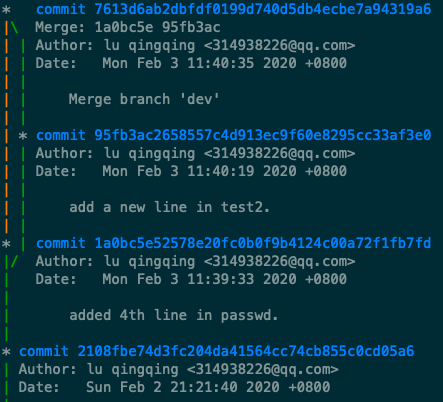 * commit 7613d6ab2dbfdf0199d740d5db4ecbe7a94319a6
|\ Merge: 1a0bc5e 95fb3ac
| | Author: lu qingqing <314938226@qq.com>
| | Date: Mon Feb 3 11:40:35 2020 +0800
| |
| | Merge branch 'dev'
| |
| * commit 95fb3ac2658557c4d913ec9f60e8295cc33af3e0
| | Author: lu qingqing <314938226@qq.com>
| | Date: Mon Feb 3 11:40:19 2020 +0800
| |
| | add a new line in test2.
| |
* | commit 1a0bc5e52578e20fc0b0f9b4124c00a72f1fb7fd
|/ Author: lu qingqing <314938226@qq.com>
| Date: Mon Feb 3 11:39:33 2020 +0800
|
| added 4th line in passwd.
|
* commit 2108fbe74d3fc204da41564cc74cb855c0cd05a6
| Author: lu qingqing <314938226@qq.com>
| Date: Sun Feb 2 21:21:40 2020 +0800